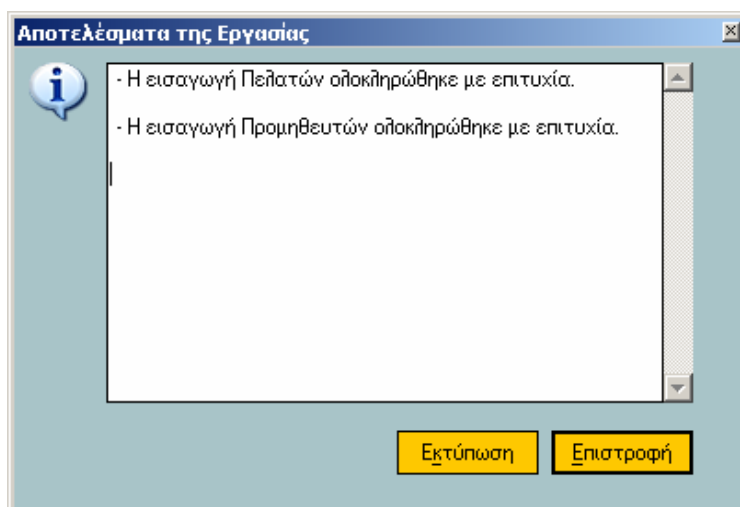 Αποτελέσματα της Εργασίας
- Η εισαγωγή Πελατών ολοκληρώθηκε με επιτυχία.
- Η εισαγωγή Προμηθευτών ολοκληρώθηκε με επιτυχία.
Εκτύπωση Επιστροφή